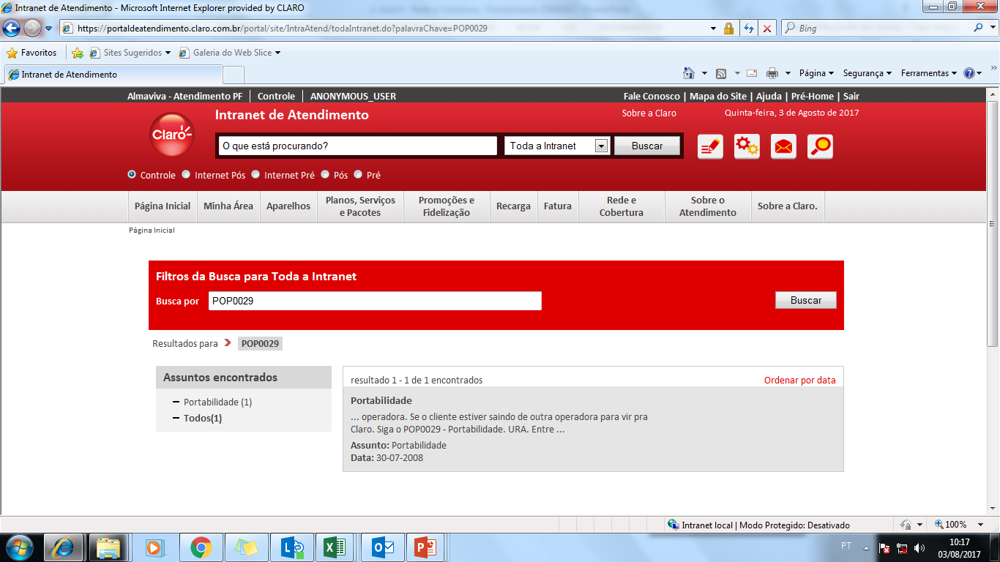 Intranet de Atendimento - Microsoft Internet Explorer provided by CLARO
https://portaldeatendimento.claro.com.br/portal/site/IntraAtend/todaIntranet.do?palavraChave=POP0029
Bing
Favoritos
Sites Sugeridos
Galeria do Web Slice
Intranet de Atendimento
Página
Segurança
Ferramentas
Almaviva - Atendimento PF | Controle | ANONYMOUS_USER
Fale Conosco | Mapa do Site | Ajuda | Pré-Home | Sair
Claro
Intranet de Atendimento
Sobre a Claro
Quinta-feira, 3 de Agosto de 2017
O que está procurando?
Toda a Intranet
Buscar
Controle
Internet Pós
Internet Pré
Pós
Pré
Página Inicial
Minha Área
Aparelhos
Planos, Serviços
e Pacotes
Promoções e
Fidelização
Recarga
Fatura
Rede e
Cobertura
Sobre o
Atendimento
Sobre a Claro.
Página Inicial
Filtros da Busca para Toda a Intranet
Busca por
POP0029
Buscar
Resultados para
POP0029
Assuntos encontrados
Portabilidade (1)
Todos(1)
resultado 1 - 1 de 1 encontrados
Ordenar por data
Portabilidade
... operadora. Se o cliente estiver saindo de outra operadora para vir pra
Claro. Siga o POP0029 - Portabilidade. URA. Entre ...
Assunto: Portabilidade
Data: 30-07-2008
Intranet local | Modo Protegido: Desativado
100%
PT
10:17
03/08/2017